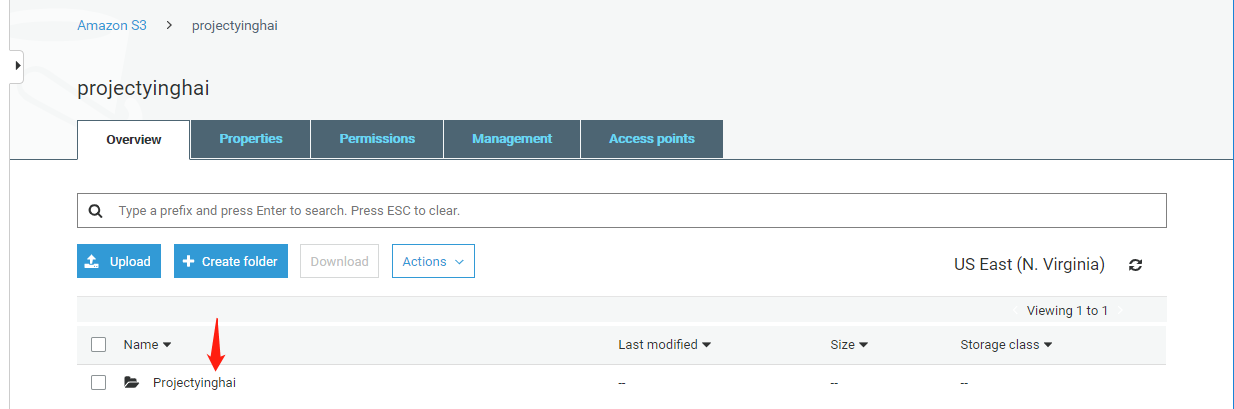 Amazon S3 > projectyinghai
projectyinghai
Overview Properties Permissions Management Access points
Type a prefix and press Enter to search. Press ESC to clear.
Upload + Create folder Download Actions US East (N. Virginia)
Viewing 1 to 1
Name Last modified Size Storage class
Projectyinghai -- -- --